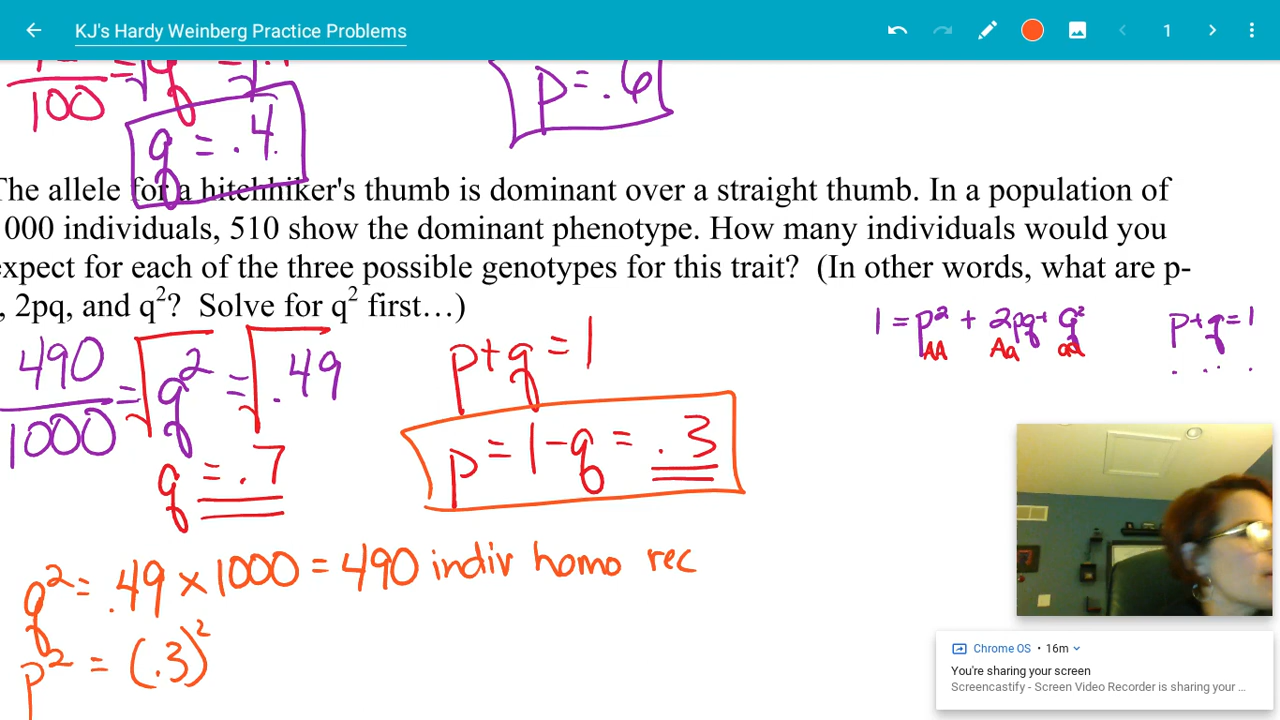 KJ's Hardy Weinberg Practice Problems
1
100
q = .4
p = .6
The allele for a hitchhiker's thumb is dominant over a straight thumb. In a population of
000 individuals, 510 show the dominant phenotype. How many individuals would you
expect for each of the three possible genotypes for this trait? (In other words, what are p-
, 2pq, and q²? Solve for q² first…)
1 = p² + 2pq + q²
AA Aa aa
p+q=1
490
1000
= √q² = √.49
q = .7
p+q=1
p=1-q= .3
q² = .49 x 1000 = 490 indiv homo rec
p² = (.3)²
Chrome OS • 16m
You're sharing your screen
Screencastify - Screen Video Recorder is sharing your ...